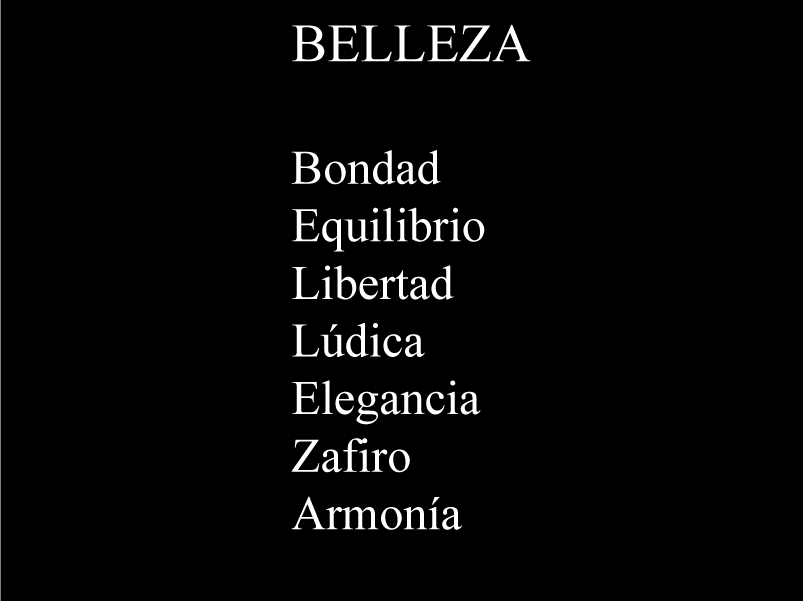 BELLEZA
Bondad
Equilibrio
Libertad
Lúdica
Elegancia
Zafiro
Armonía